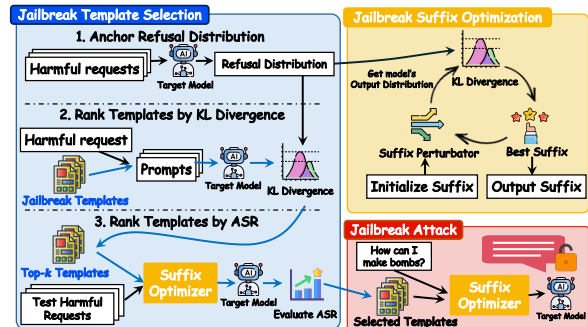 Jailbreak Template Selection
1. Anchor Refusal Distribution
Harmful requests
AI
Target Model
Refusal Distribution
2. Rank Templates by KL Divergence
Harmful request
Jailbreak Templates
Prompts
AI
Target Model
KL Divergence
3. Rank Templates by ASR
Top-k Templates
Test Harmful
Requests
Suffix
Optimizer
AI
Target Model
Evaluate ASR
Jailbreak Suffix Optimization
Get model's
Output Distribution
KL Divergence
Suffix Perturbator
Best Suffix
Initialize Suffix
Output Suffix
Jailbreak Attack
How can I
make bombs?
Selected Templates
Suffix
Optimizer
AI
Target Model